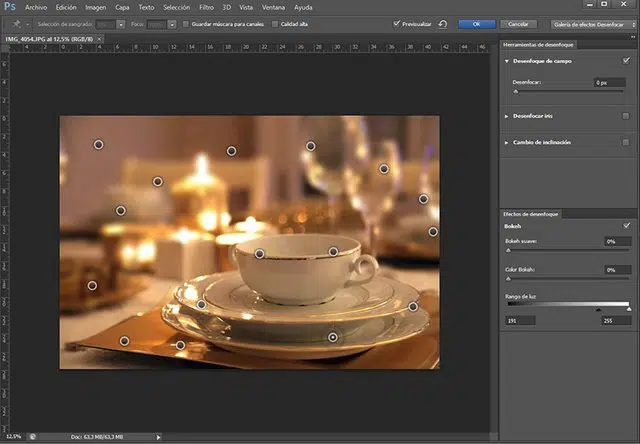 Ps Archivo Edición Imagen Capa Texto Selección Filtro 3D Vista Ventana Ayuda
Selección de sangrado: Foco: Guardar máscara para canales Calidad alta Previsualizar OK Cancelar Galería de efectos Desenfocar
IMG_4054.JPG al 12,5% (RGB/8) ×
Herramientas de desenfoque
Desenfoque de campo
Desenfocar: 0 px
Desenfocar iris
Cambio de inclinación
Efectos de desenfoque
Bokeh
Bokeh suave: 0%
Color Bokeh: 0%
Rango de luz
191 255
12,5% Doc: 63,3 MB/63,3 MB